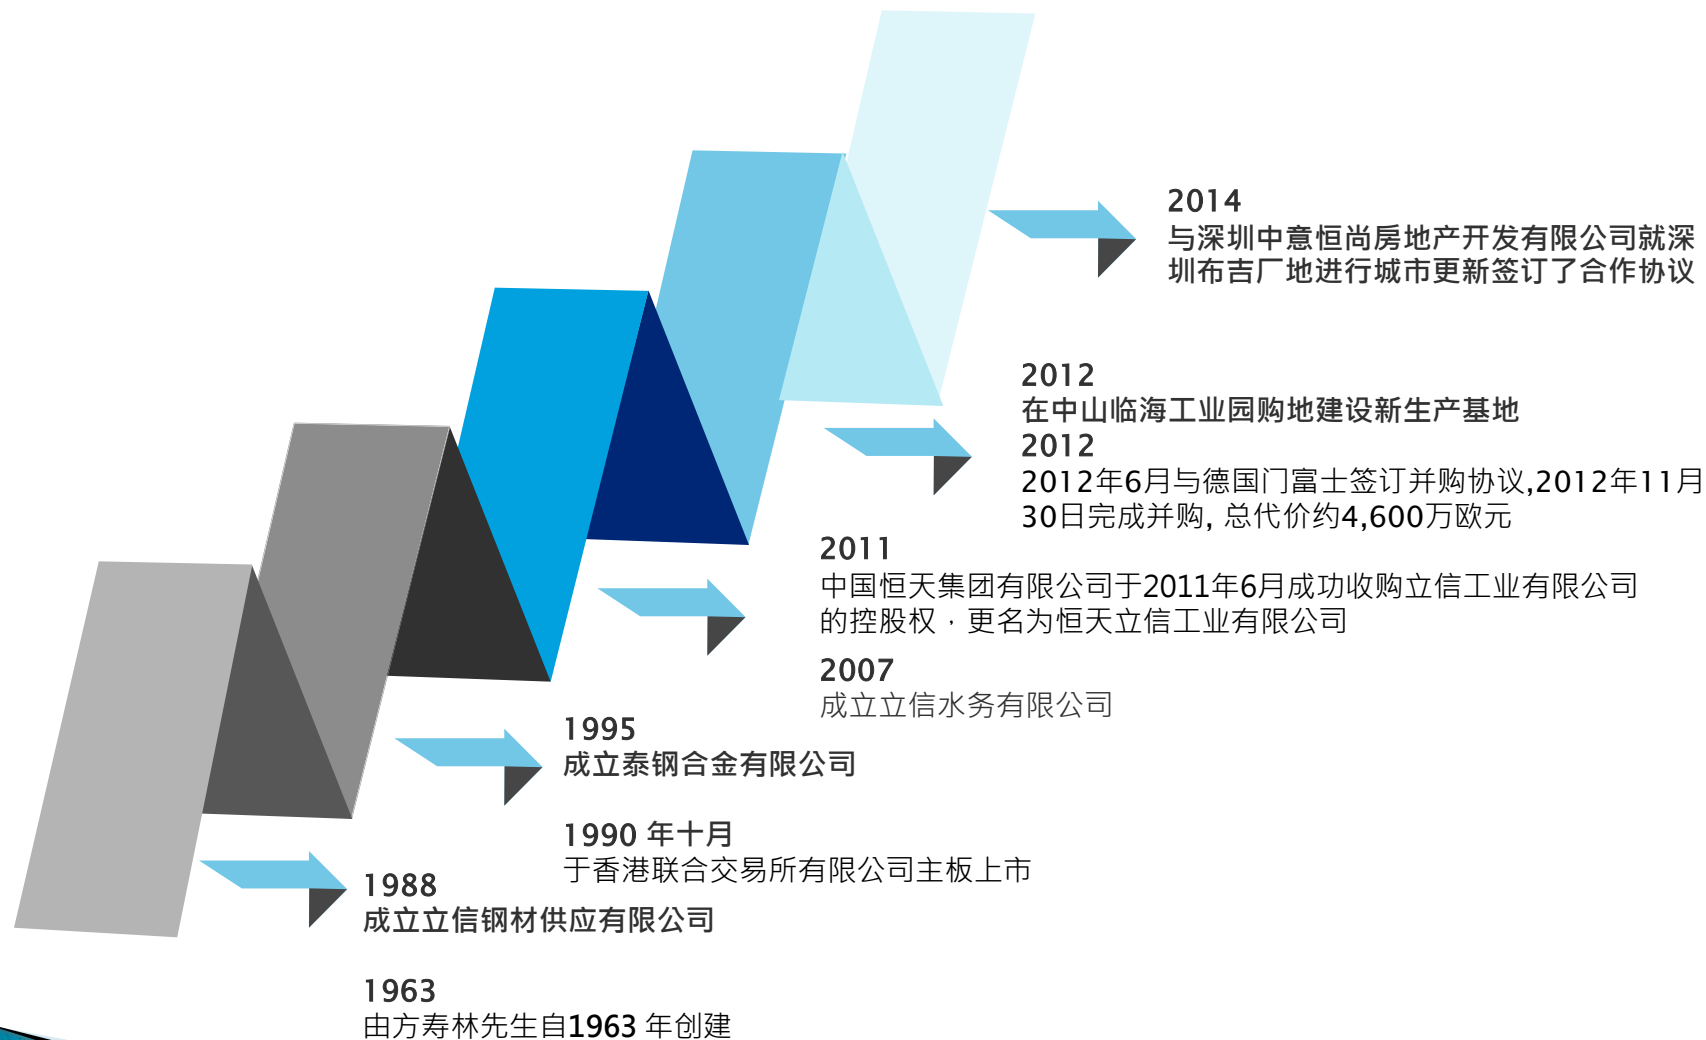 2014
与深圳中意恒尚房地产开发有限公司就深
圳布吉厂地进行城市更新签订了合作协议
2012
在中山临海工业园购地建设新生产基地
2012
2012年6月与德国门富士签订并购协议,2012年11月
30日完成并购, 总代价约4,600万欧元
2011
中国恒天集团有限公司于2011年6月成功收购立信工业有限公司
的控股权，更名为恒天立信工业有限公司
2007
成立立信水务有限公司
1995
成立泰钢合金有限公司
1990 年十月
于香港联合交易所有限公司主板上市
1988
成立立信钢材供应有限公司
1963
由方寿林先生自1963 年创建